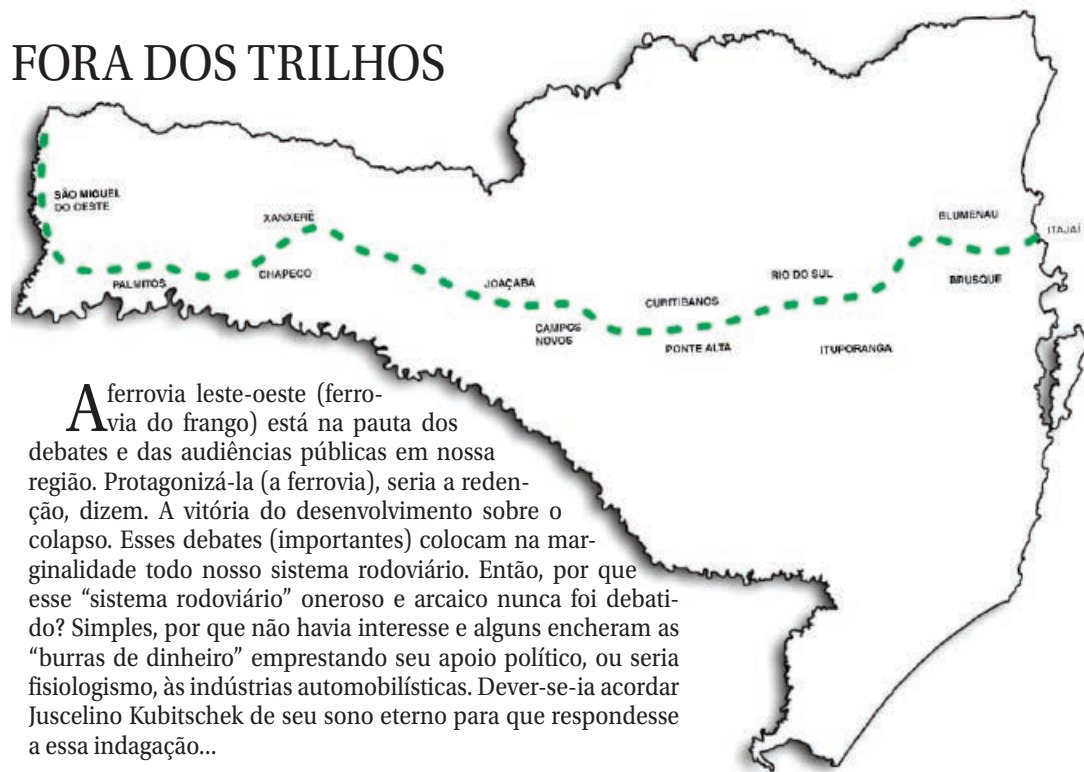 FORA DOS TRILHOS
SÃO MIGUEL
DO OESTE
PALMITOS
CHAPECO
XANXERÊ
JOAÇABA
CAMPOS
NOVOS
CURITIBANOS
PONTE ALTA
RIO DO SUL
ITUPORANGA
BLUMENAU
BRUSQUE
ITAJAÍ
A ferrovia leste-oeste (ferro-
via do frango) está na pauta dos
debates e das audiências públicas em nossa
região. Protagonizá-la (a ferrovia), seria a reden-
ção, dizem. A vitória do desenvolvimento sobre o
colapso. Esses debates (importantes) colocam na mar-
ginalidade todo nosso sistema rodoviário. Então, por que
esse “sistema rodoviário” oneroso e arcaico nunca foi debati-
do? Simples, por que não havia interesse e alguns encheram as
“burras de dinheiro” emprestando seu apoio político, ou seria
fisiologismo, às indústrias automobilísticas. Dever-se-ia acordar
Juscelino Kubitschek de seu sono eterno para que respondesse
a essa indagação...